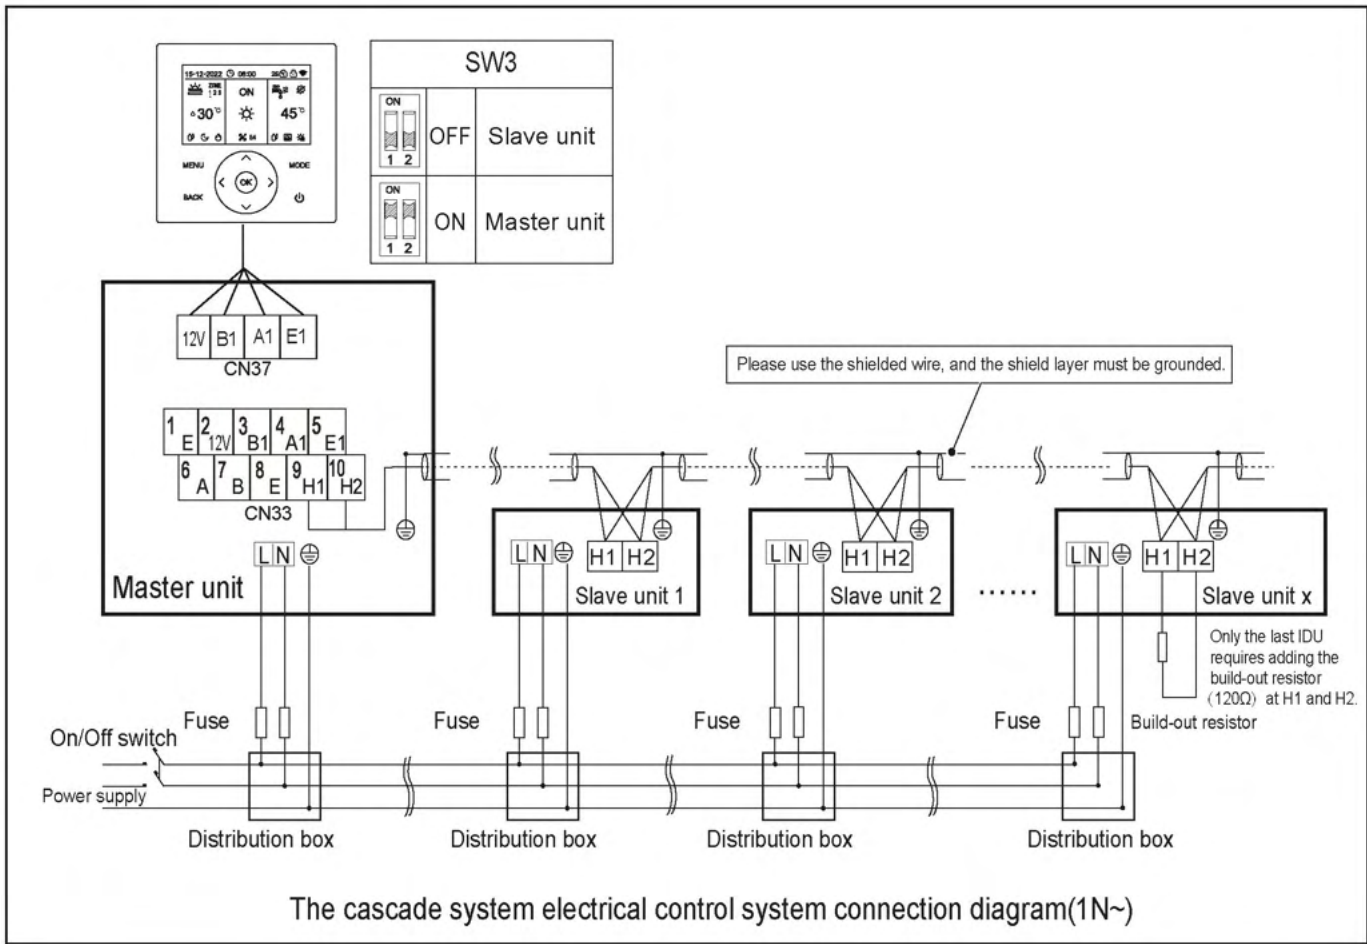 SW3
ON
1 2
OFF
Slave unit
ON
1 2
ON
Master unit
15-12-2022 08:00
ZONE
1 2 3
ON
30 °C
45 °C
MENU
MODE
OK
BACK
12V B1 A1 E1
CN37
Please use the shielded wire, and the shield layer must be grounded.
1 E 2 12V 3 B1 4 A1 5 E1
6 A 7 B 8 E 9 H1 10 H2
CN33
L N
Master unit
L N
H1 H2
Slave unit 1
L N
H1 H2
Slave unit 2
......
L N
H1 H2
Slave unit x
Only the last IDU
requires adding the
build-out resistor
(120Ω) at H1 and H2.
Build-out resistor
Fuse
Fuse
Fuse
Fuse
On/Off switch
Power supply
Distribution box
Distribution box
Distribution box
Distribution box
The cascade system electrical control system connection diagram(1N~)